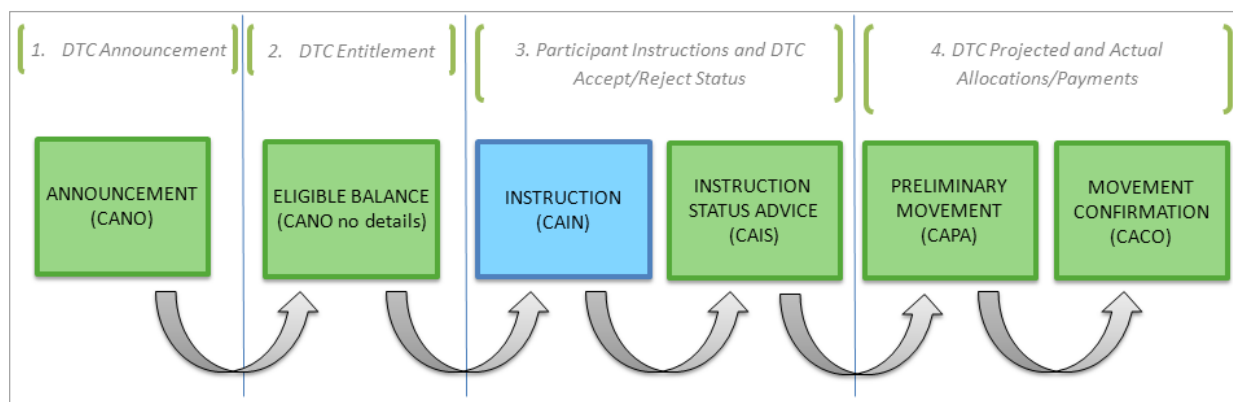 1. DTC Announcement
2. DTC Entitlement
3. Participant Instructions and DTC
Accept/Reject Status
4. DTC Projected and Actual
Allocations/Payments
ANNOUNCEMENT
(CANO)
ELIGIBLE BALANCE
(CANO no details)
INSTRUCTION
(CAIN)
INSTRUCTION
STATUS ADVICE
(CAIS)
PRELIMINARY
MOVEMENT
(CAPA)
MOVEMENT
CONFIRMATION
(CACO)